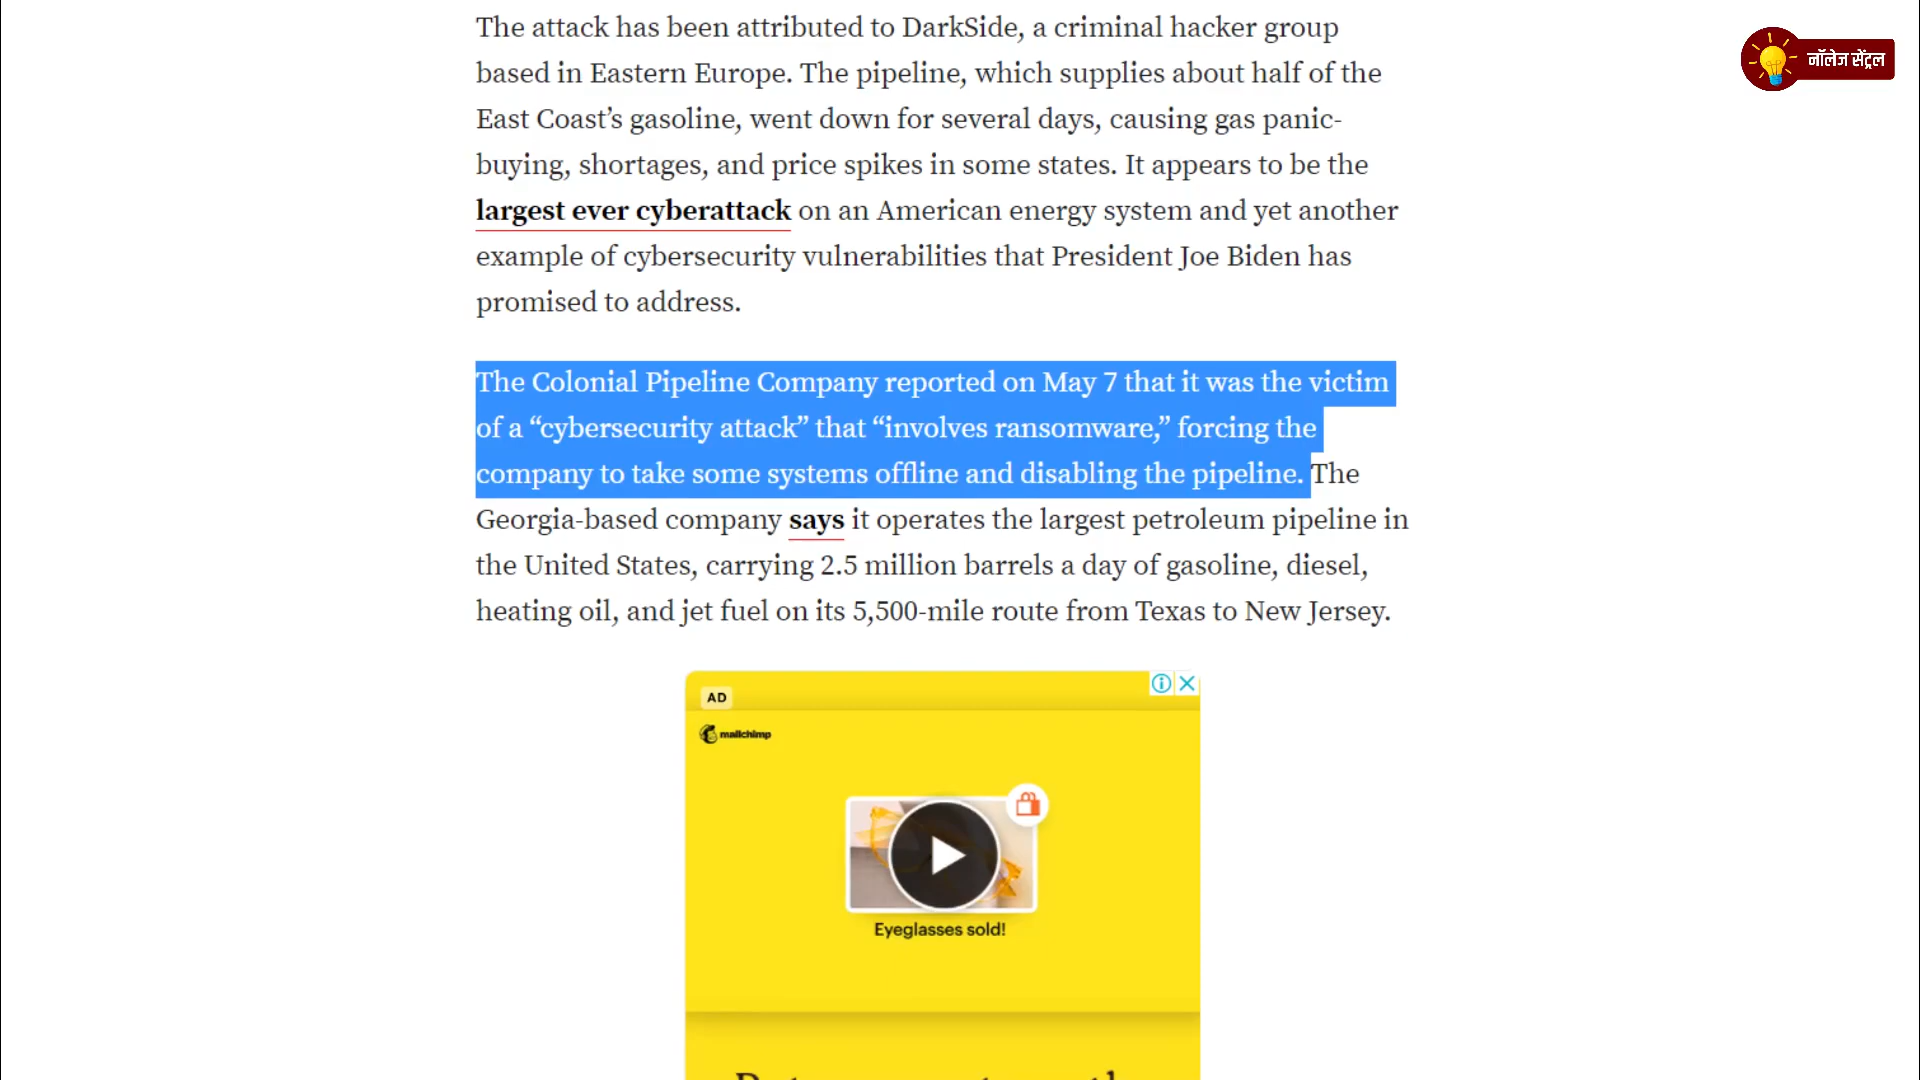 The attack has been attributed to DarkSide, a criminal hacker group
based in Eastern Europe. The pipeline, which supplies about half of the
East Coast’s gasoline, went down for several days, causing gas panic-
buying, shortages, and price spikes in some states. It appears to be the
largest ever cyberattack on an American energy system and yet another
example of cybersecurity vulnerabilities that President Joe Biden has
promised to address.
The Colonial Pipeline Company reported on May 7 that it was the victim
of a “cybersecurity attack” that “involves ransomware,” forcing the
company to take some systems offline and disabling the pipeline. The
Georgia-based company says it operates the largest petroleum pipeline in
the United States, carrying 2.5 million barrels a day of gasoline, diesel,
heating oil, and jet fuel on its 5,500-mile route from Texas to New Jersey.
नॉलेज सेंट्रल
AD
mailchimp
Eyeglasses sold!